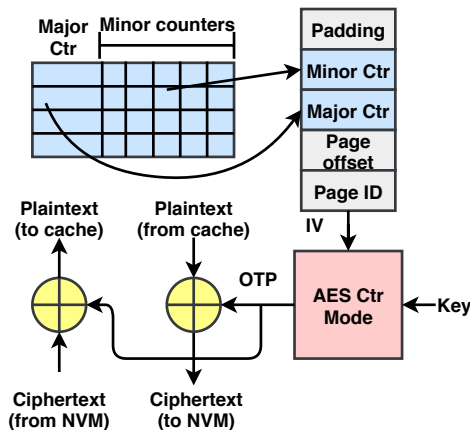 Major
Ctr
Minor counters
Padding
Minor Ctr
Major Ctr
Page
offset
Page ID
IV
Plaintext
(to cache)
Plaintext
(from cache)
OTP
AES Ctr
Mode
Key
Ciphertext
(from NVM)
Ciphertext
(to NVM)